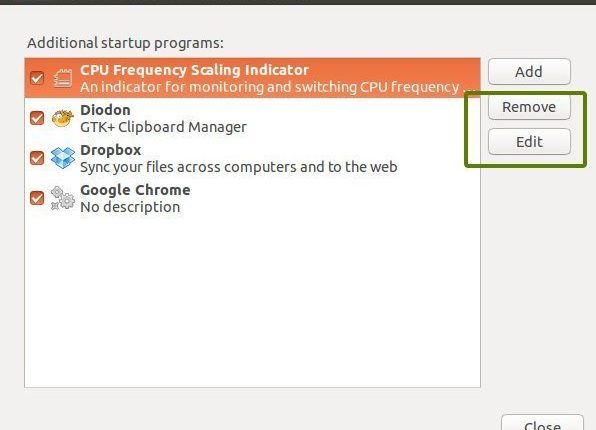 Additional startup programs:
CPU Frequency Scaling Indicator
An indicator for monitoring and switching CPU frequency ...
Add
Diodon
GTK+ Clipboard Manager
Remove
Dropbox
Sync your files across computers and to the web
Edit
Google Chrome
No description
Close